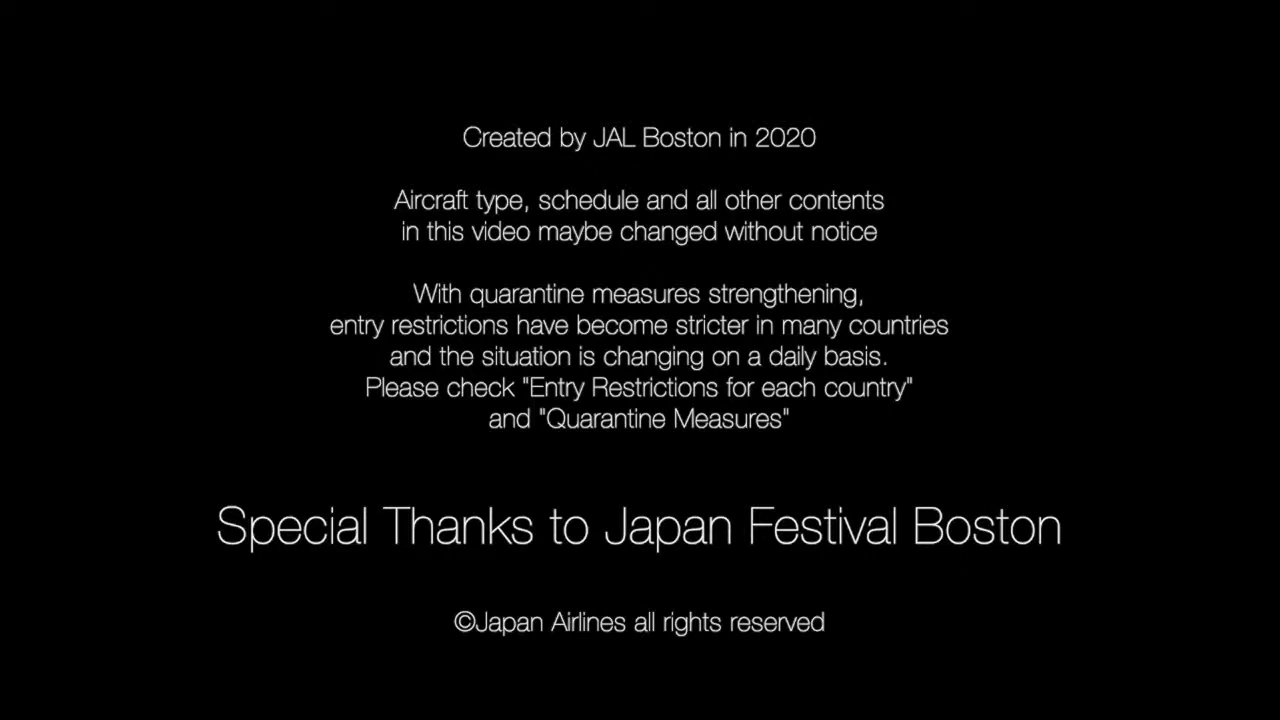 Created by JAL Boston in 2020
Aircraft type, schedule and all other contents
in this video maybe changed without notice
With quarantine measures strengthening,
entry restrictions have become stricter in many countries
and the situation is changing on a daily basis.
Please check "Entry Restrictions for each country"
and "Quarantine Measures"
Special Thanks to Japan Festival Boston
©Japan Airlines all rights reserved